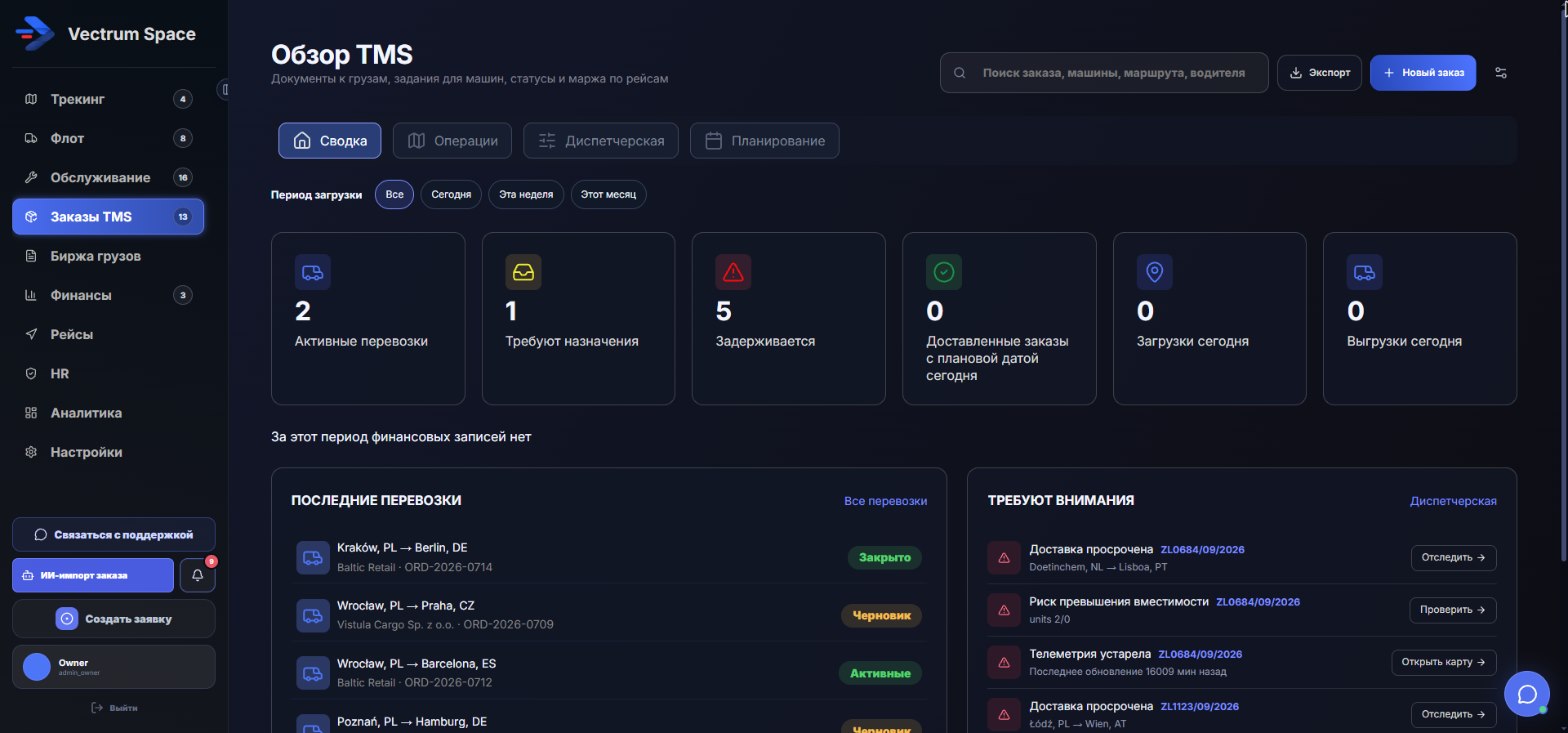 Vectrum Space
Трекинг 4
Флот 8
Обслуживание 16
Заказы TMS 13
Биржа грузов
Финансы 3
Рейсы
HR
Аналитика
Настройки
Связаться с поддержкой
ИИ-импорт заказа
9
Создать заявку
Owner
admin_owner
Выйти
Обзор TMS
Документы к грузам, задания для машин, статусы и маржа по рейсам
Поиск заказа, машины, маршрута, водителя
Экспорт
+ Новый заказ
Сводка
Операции
Диспетчерская
Планирование
Период загрузки
Все
Сегодня
Эта неделя
Этот месяц
2
Активные перевозки
1
Требуют назначения
5
Задерживается
0
Доставленные заказы
с плановой датой
сегодня
0
Загрузки сегодня
0
Выгрузки сегодня
За этот период финансовых записей нет
ПОСЛЕДНИЕ ПЕРЕВОЗКИ
Все перевозки
Kraków, PL → Berlin, DE
Baltic Retail · ORD-2026-0714
Закрыто
Wrocław, PL → Praha, CZ
Vistula Cargo Sp. z o.o. · ORD-2026-0709
Черновик
Wrocław, PL → Barcelona, ES
Baltic Retail · ORD-2026-0712
Активные
Poznań, PL → Hamburg, DE
Черновик
ТРЕБУЮТ ВНИМАНИЯ
Диспетчерская
Доставка просрочена ZL0684/09/2026
Doetinchem, NL → Lisboa, PT
Отследить →
Риск превышения вместимости ZL0684/09/2026
units 2/0
Проверить →
Телеметрия устарела ZL0684/09/2026
Последнее обновление 16009 мин назад
Открыть карту →
Доставка просрочена ZL1123/09/2026
Łódź, PL → Wien, AT
Отследить →